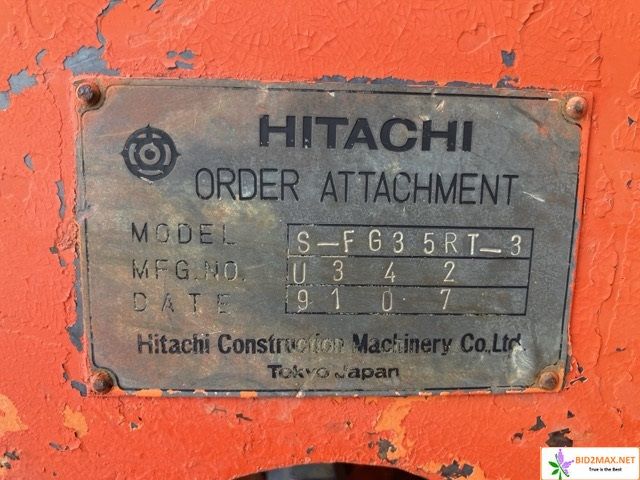 HITACHI
ORDER ATTACHMENT
MODEL S-FG35RT-3
MFG.NO. U342
DATE 9107
Hitachi Construction Machinery Co.,Ltd.
Tokyo Japan
BID2MAX.NET
True is the Best